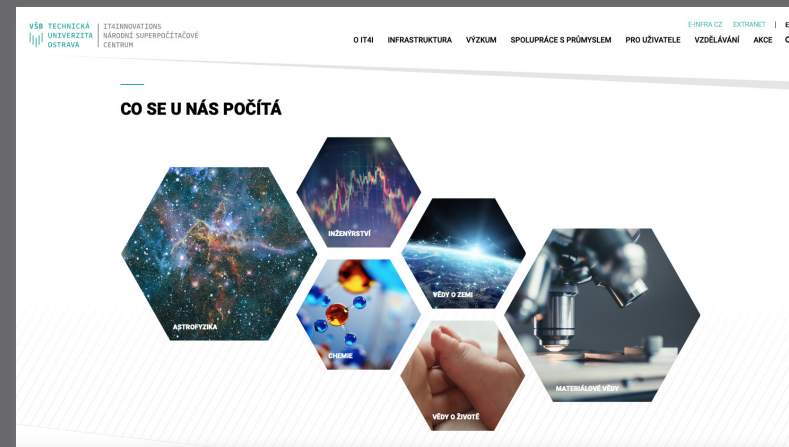 VŠB TECHNICKÁ
UNIVERZITA
OSTRAVA
IT4INNOVATIONS
NÁRODNÍ SUPERPOČÍTAČOVÉ
CENTRUM
E-INFRA CZ EXTRANET
O IT4I INFRASTRUKTURA VÝZKUM SPOLUPRÁCE S PRŮMYSLEM PRO UŽIVATELE VZDĚLÁVÁNÍ AKCE
CO SE U NÁS POČÍTÁ
INŽENÝRSTVÍ
VĚDY O ZEMI
ASTROFYZIKA
CHEMIE
MATERIÁLOVÉ VĚDY
VĚDY O ŽIVOTĚ